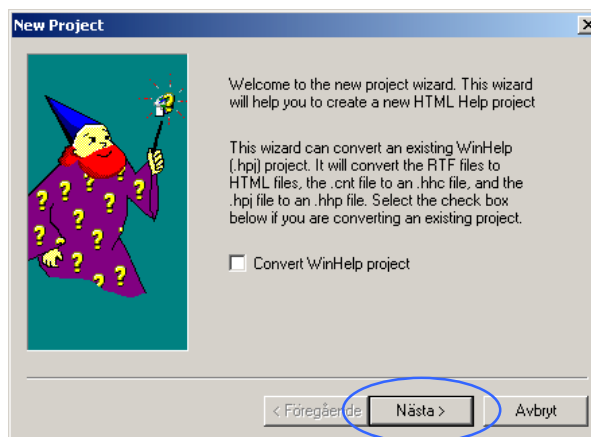 New Project
Welcome to the new project wizard. This wizard
will help you to create a new HTML Help project
This wizard can convert an existing WinHelp
(.hpj) project. It will convert the RTF files to
HTML files, the .cnt file to an .hhc file, and the
.hpj file to an .hhp file. Select the check box
below if you are converting an existing project.
Convert WinHelp project
< Föregående Nästa > Avbryt